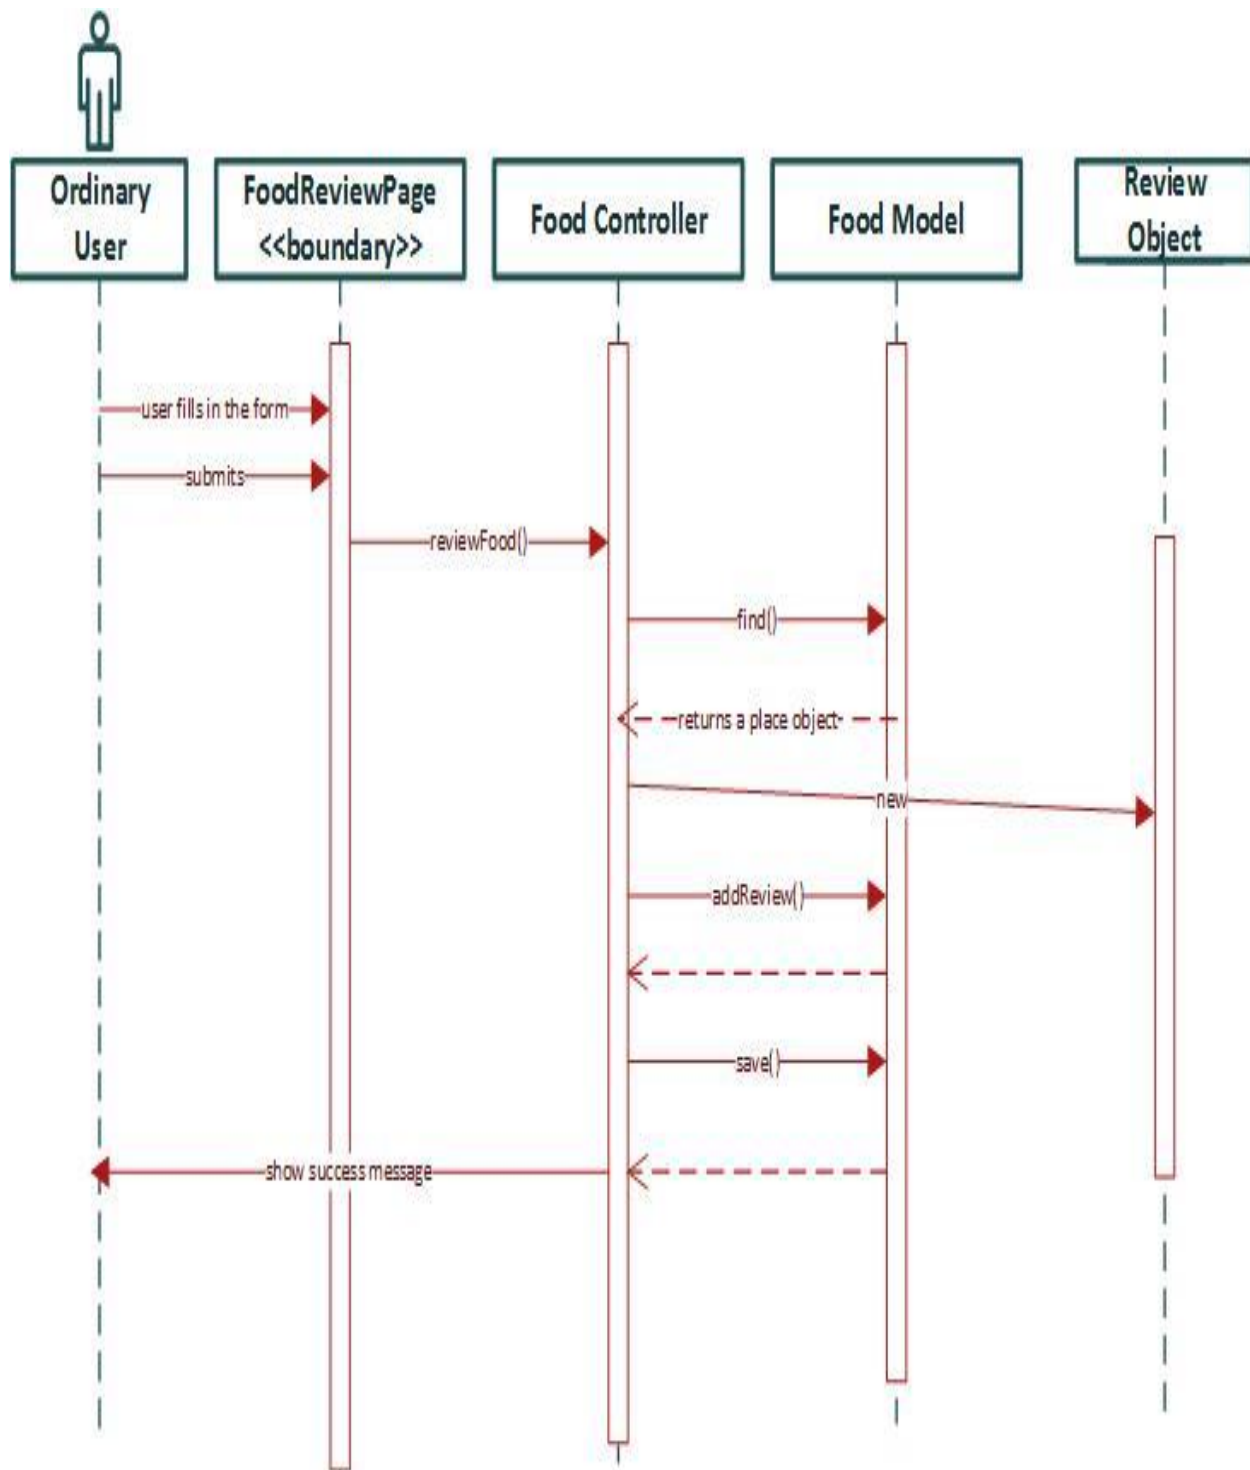 Ordinary
User
FoodReviewPage
<<boundary>>
Food Controller
Food Model
Review
Object
user fills in the form
submits
reviewFood()
find()
returns a place object
new
addReview()
save()
show success message